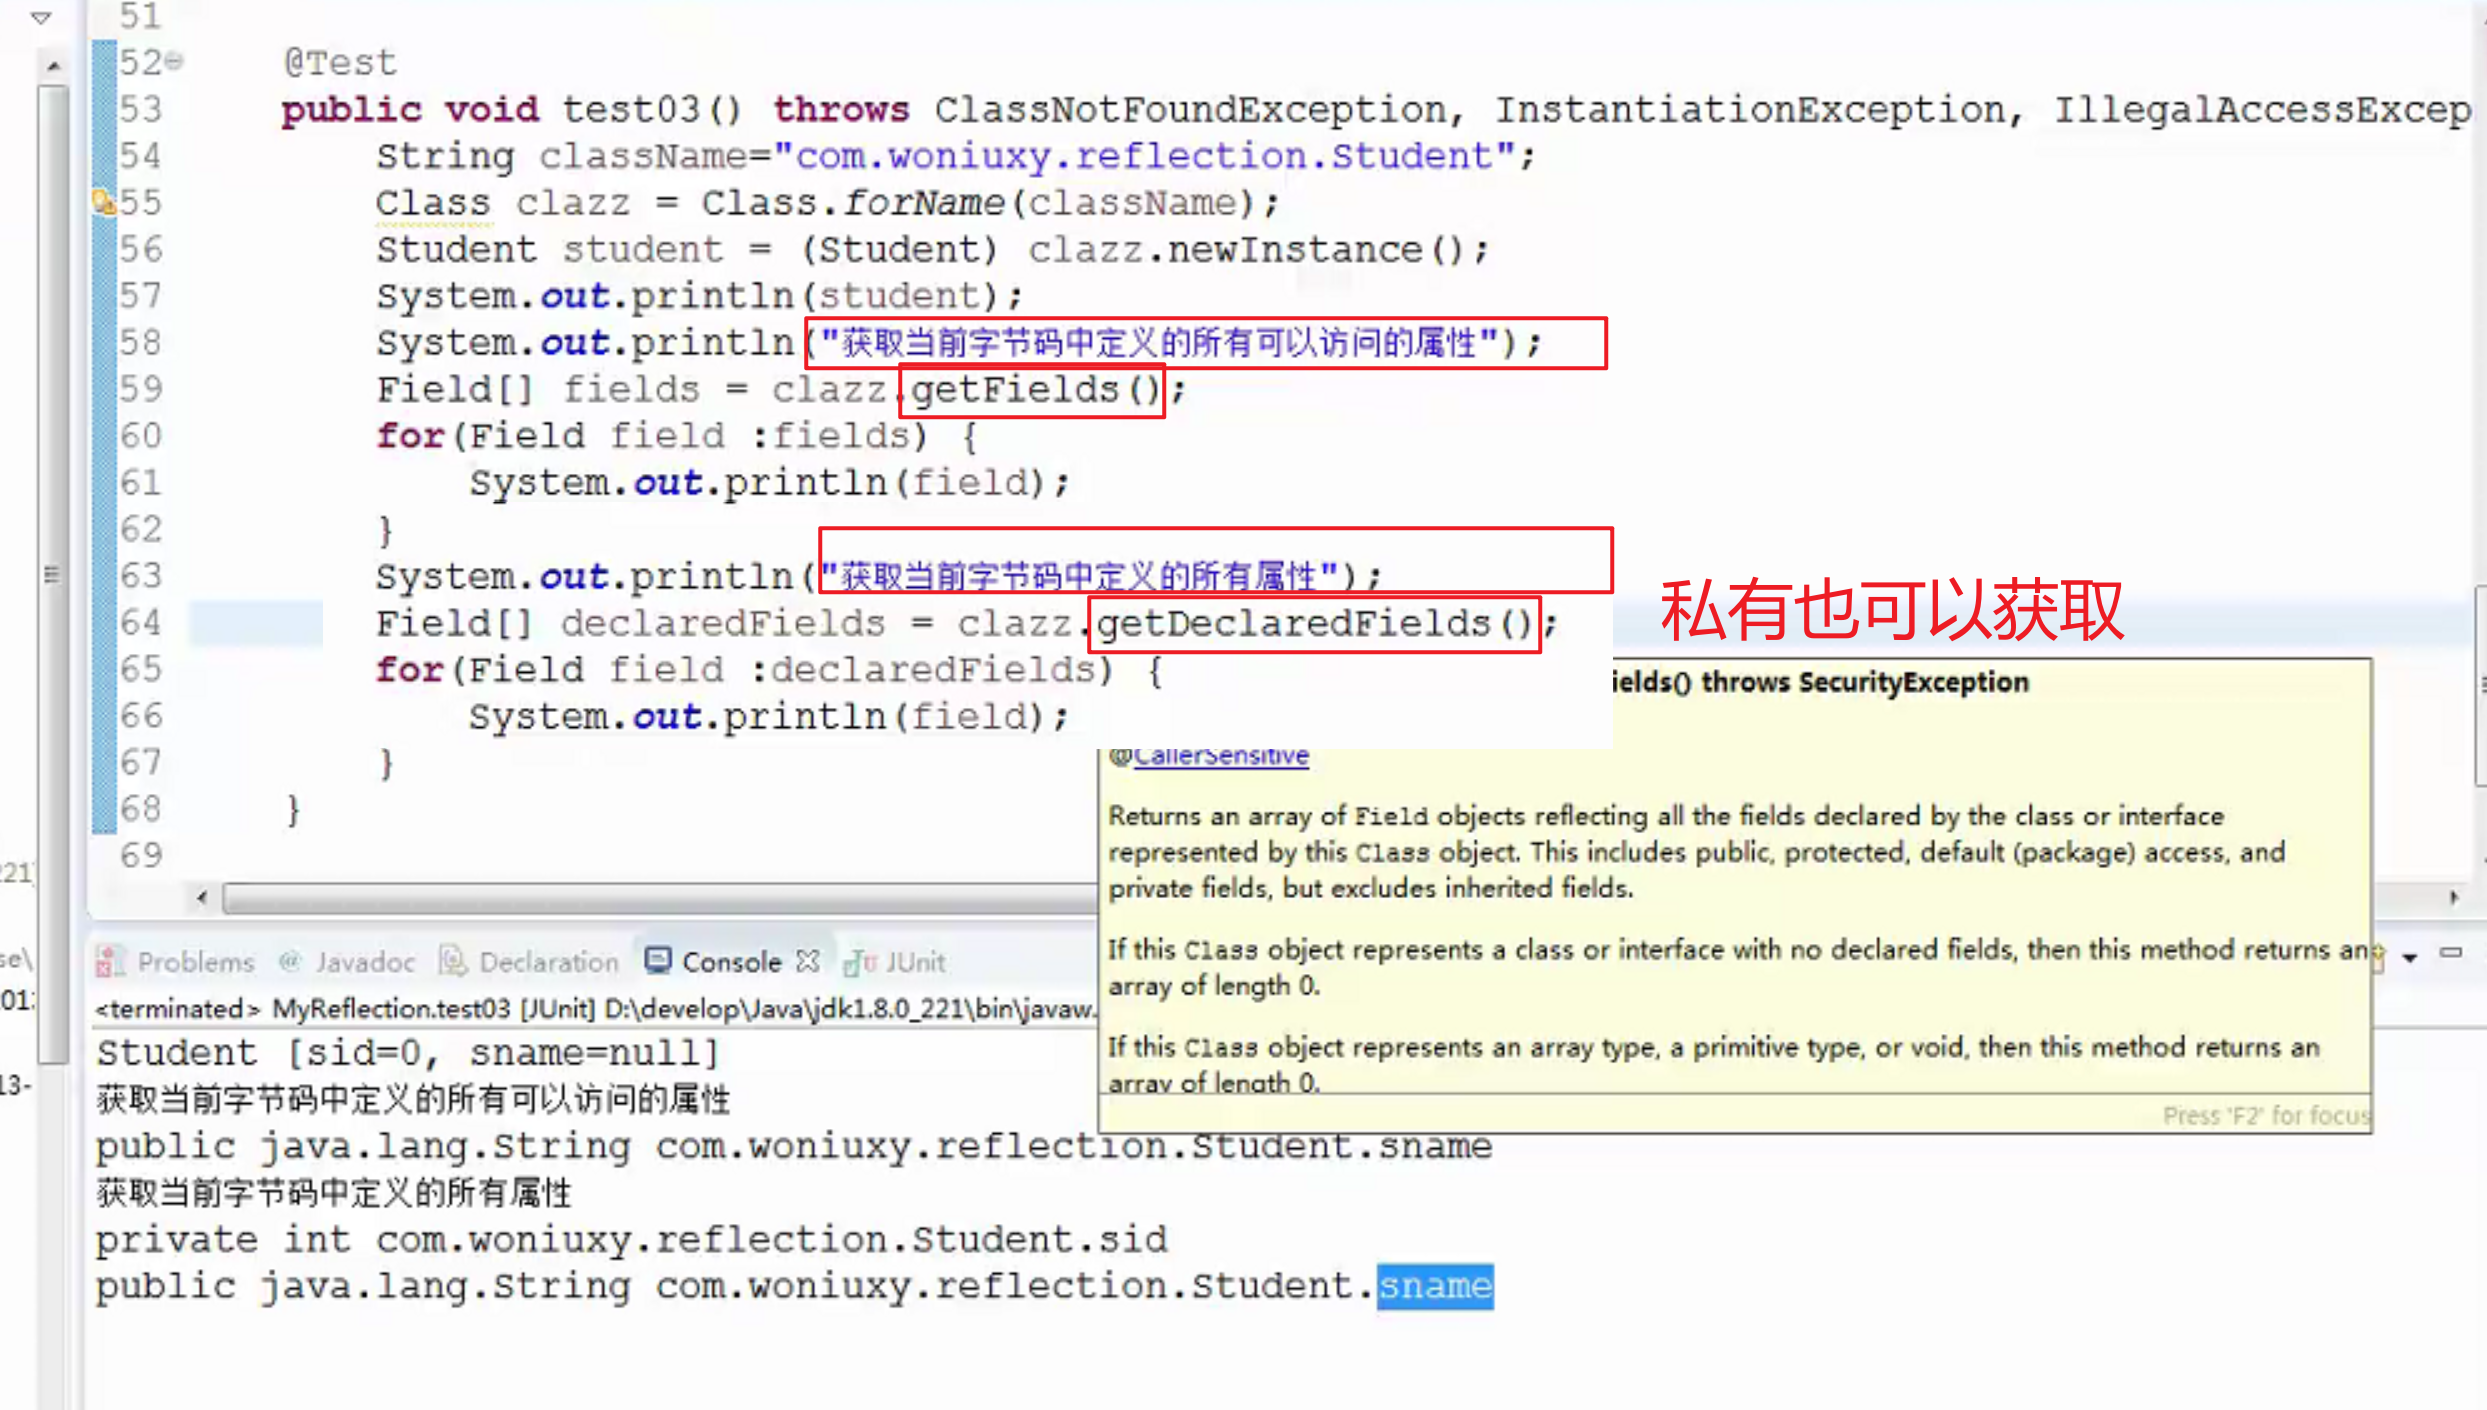 51
52 @Test
53 public void test03() throws ClassNotFoundException, InstantiationException, IllegalAccessExcep
54 String className="com.woniuxy.reflection.Student";
55 Class clazz = Class.forName(className);
56 Student student = (Student) clazz.newInstance();
57 System.out.println(student);
58 System.out.println("获取当前字节码中定义的所有可以访问的属性");
59 Field[] fields = clazz.getFields();
60 for(Field field :fields) {
61 System.out.println(field);
62 }
63 System.out.println("获取当前字节码中定义的所有属性");
64 Field[] declaredFields = clazz.getDeclaredFields();
私有也可以获取
65 for(Field field :declaredFields) {
66 System.out.println(field);
67 }
68 }
69
ields() throws SecurityException
@CallerSensitive
Returns an array of Field objects reflecting all the fields declared by the class or interface
represented by this Class object. This includes public, protected, default (package) access, and
private fields, but excludes inherited fields.
If this Class object represents a class or interface with no declared fields, then this method returns an
array of length 0.
If this Class object represents an array type, a primitive type, or void, then this method returns an
array of length 0.
Press 'F2' for focus
221
se\
01
13-
Problems @ Javadoc Declaration Console JUnit
<terminated> MyReflection.test03 [JUnit] D:\develop\Java\jdk1.8.0_221\bin\javaw.
Student [sid=0, sname=null]
获取当前字节码中定义的所有可以访问的属性
public java.lang.String com.woniuxy.reflection.Student.sname
获取当前字节码中定义的所有属性
private int com.woniuxy.reflection.Student.sid
public java.lang.String com.woniuxy.reflection.Student.sname